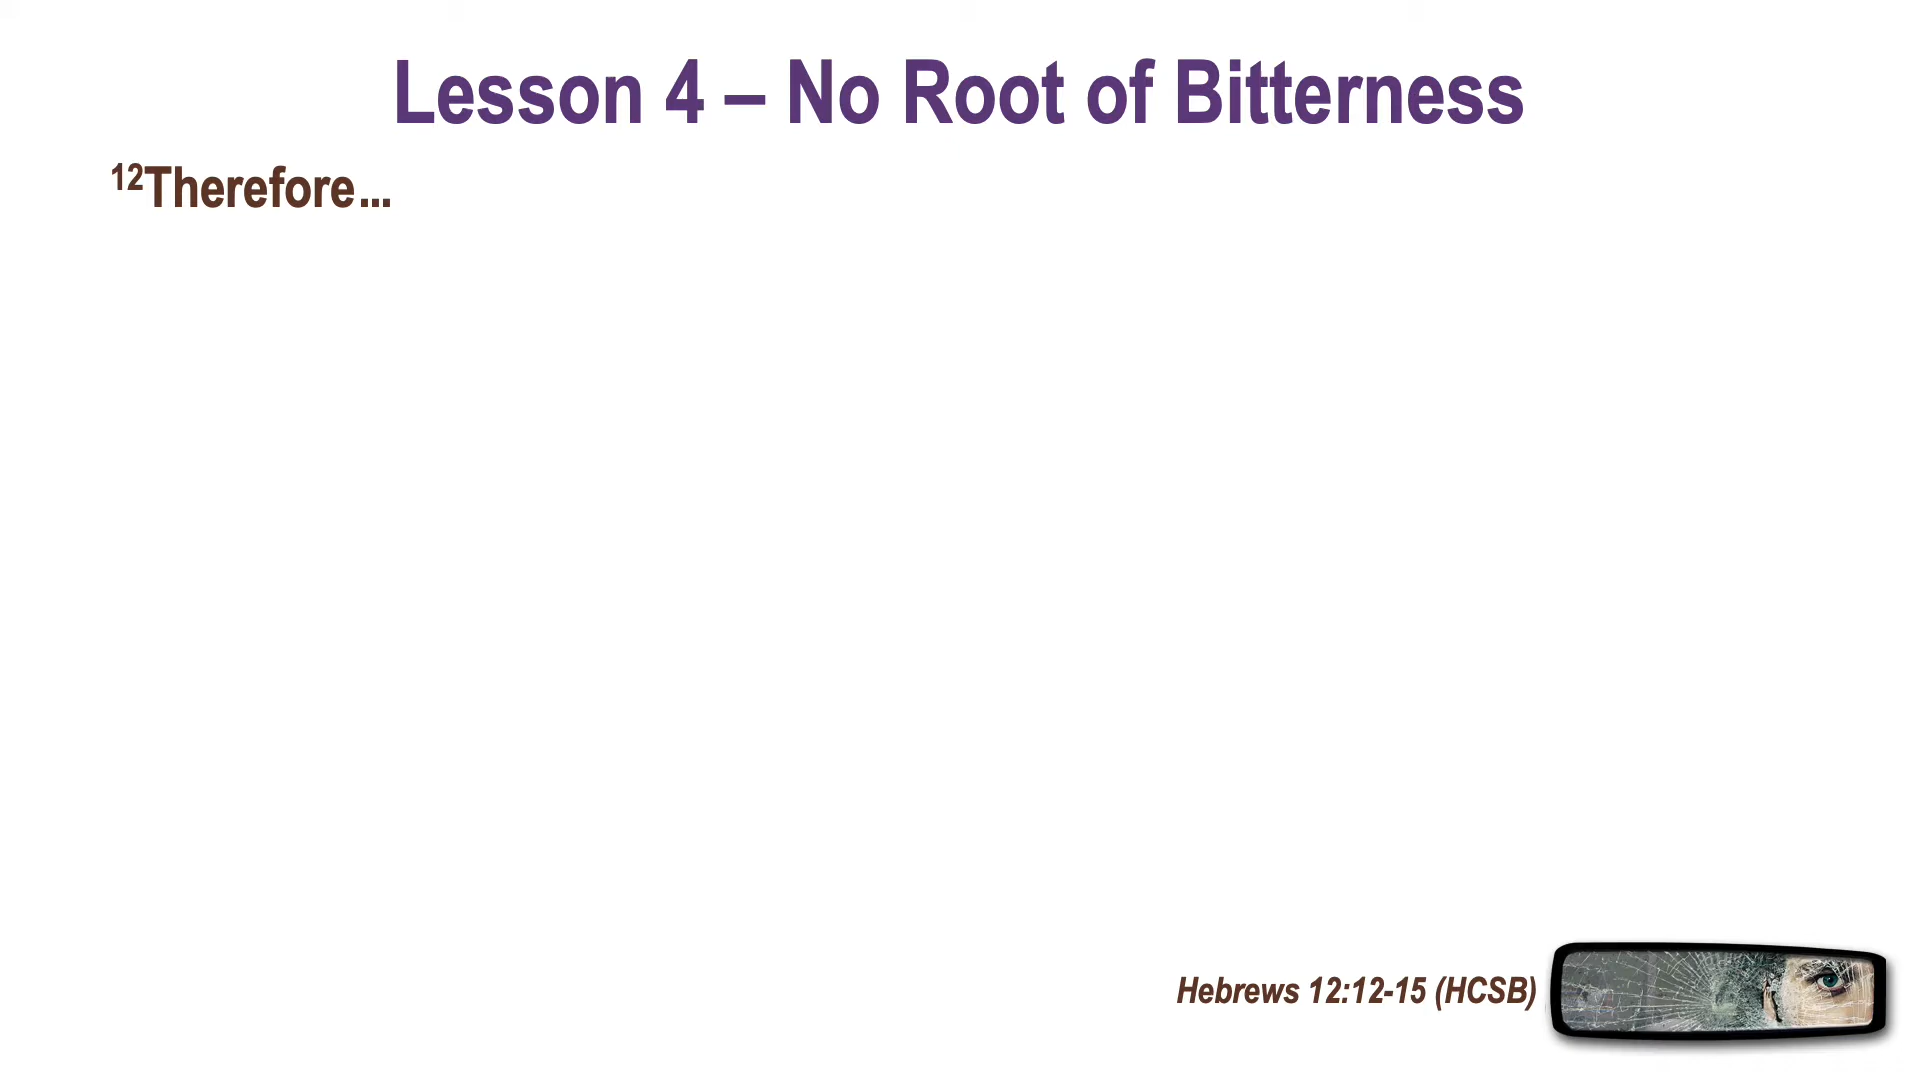 Lesson 4 – No Root of Bitterness
¹²Therefore…
Hebrews 12:12-15 (HCSB)